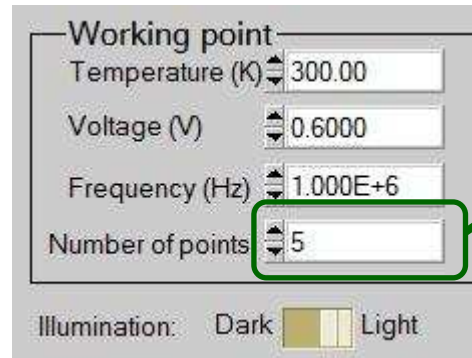 Working point
Temperature (K) 300.00
Voltage (V) 0.6000
Frequency (Hz) 1.000E+6
Number of points 5
Illumination: Dark Light